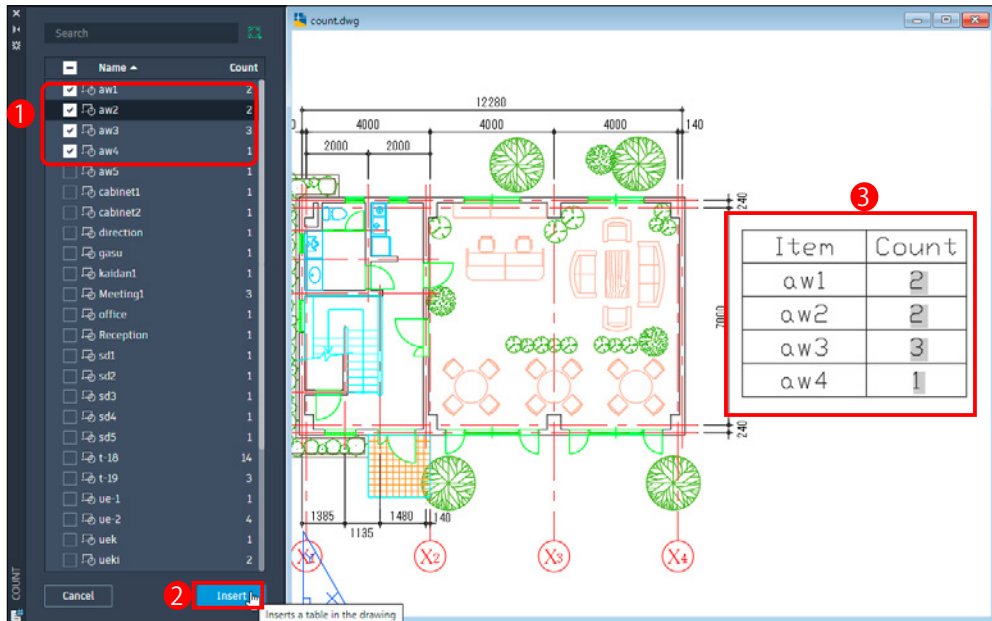 count.dwg
Search
Name Count
1
aw1 2
aw2 2
aw3 3
aw4 1
aw5 1
cabinet1 1
cabinet2 1
direction 1
gasu 1
kaidan1 1
Meeting1 3
office 1
Reception 1
sd1 1
sd2 1
sd3 1
sd4 1
sd5 1
t-18 14
t-19 3
ue-1 1
ue-2 4
uek 1
ueki 2
COUNT
Cancel
2
Insert
Inserts a table in the drawing
12280
4000 4000 4000 140
2000 2000
240
7000
240
1385 1480 140
1135
X1 X2 X3 X4
3
Item Count
aw1 2
aw2 2
aw3 3
aw4 1